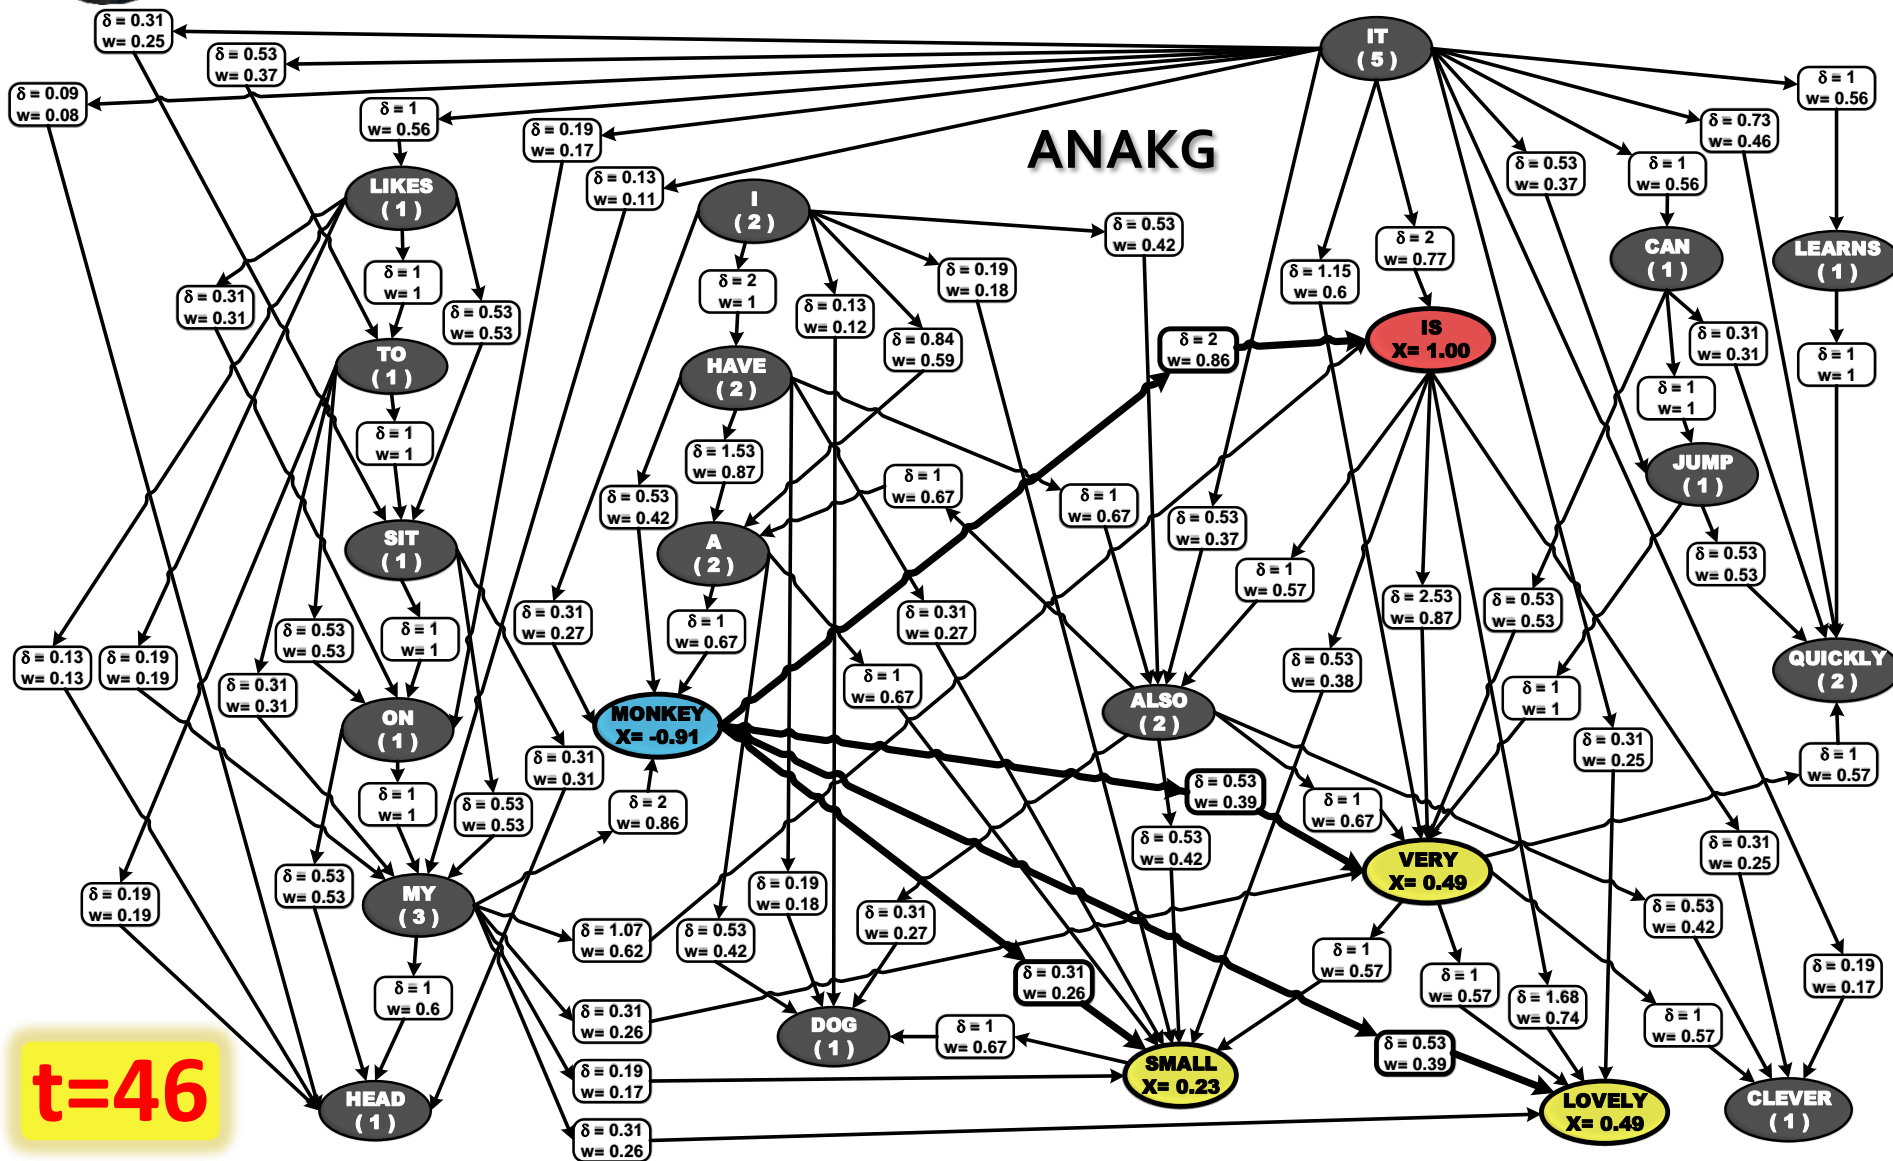 δ = 0.31
w= 0.25
IT
( 5 )
δ = 0.53
w= 0.37
δ = 0.09
w= 0.08
δ = 1
w= 0.56
δ = 1
w= 0.56
δ = 0.19
w= 0.17
ANAKG
δ = 0.73
w= 0.46
δ = 0.13
w= 0.11
δ = 0.53
w= 0.37
δ = 1
w= 0.56
LIKES
( 1 )
I
( 2 )
δ = 0.53
w= 0.42
δ = 2
w= 0.77
CAN
( 1 )
LEARNS
( 1 )
δ = 1
w= 1
δ = 2
w= 1
δ = 0.19
w= 0.18
δ = 1.15
w= 0.6
δ = 0.31
w= 0.31
δ = 0.53
w= 0.53
δ = 0.13
w= 0.12
δ = 0.84
w= 0.59
δ = 2
w= 0.86
IS
X= 1.00
δ = 0.31
w= 0.31
δ = 1
w= 1
TO
( 1 )
HAVE
( 2 )
δ = 1
w= 1
δ = 1
w= 1
δ = 1.53
w= 0.87
δ = 1
w= 0.67
JUMP
( 1 )
δ = 0.53
w= 0.42
δ = 1
w= 0.67
δ = 0.53
w= 0.37
SIT
( 1 )
A
( 2 )
δ = 1
w= 0.57
δ = 0.53
w= 0.53
δ = 0.31
w= 0.27
δ = 1
w= 0.67
δ = 0.31
w= 0.27
δ = 2.53
w= 0.87
δ = 0.53
w= 0.53
δ = 0.13
w= 0.13
δ = 0.19
w= 0.19
δ = 0.53
w= 0.53
δ = 1
w= 1
δ = 0.31
w= 0.31
δ = 1
w= 0.67
δ = 0.53
w= 0.38
δ = 1
w= 1
QUICKLY
( 2 )
ON
( 1 )
MONKEY
X= -0.91
ALSO
( 2 )
δ = 0.31
w= 0.25
δ = 1
w= 0.57
δ = 0.31
w= 0.31
δ = 1
w= 1
δ = 0.53
w= 0.53
δ = 2
w= 0.86
δ = 0.53
w= 0.39
δ = 1
w= 0.67
δ = 0.53
w= 0.42
δ = 0.31
w= 0.25
VERY
X= 0.49
δ = 0.19
w= 0.19
δ = 0.53
w= 0.53
MY
( 3 )
δ = 0.19
w= 0.18
δ = 0.31
w= 0.27
δ = 0.53
w= 0.42
δ = 1.07
w= 0.62
δ = 0.53
w= 0.42
δ = 1
w= 0.57
δ = 0.19
w= 0.17
δ = 1
w= 0.6
δ = 0.31
w= 0.26
δ = 1
w= 0.57
δ = 1.68
w= 0.74
δ = 1
w= 0.57
δ = 0.31
w= 0.26
DOG
( 1 )
δ = 1
w= 0.67
δ = 0.53
w= 0.39
t=46
δ = 0.19
w= 0.17
SMALL
X= 0.23
HEAD
( 1 )
LOVELY
X= 0.49
CLEVER
( 1 )
δ = 0.31
w= 0.26